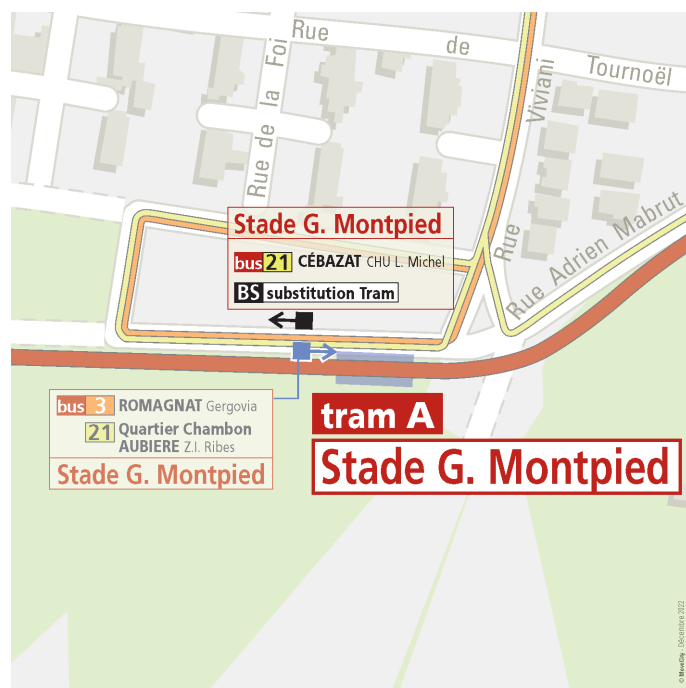 Rue de Tournoël
Rue de la Foi
Rue Viviani
Rue Adrien Mabrut
Stade G. Montpied
bus 21 CÉBAZAT CHU L. Michel
BS substitution Tram
bus 3 ROMAGNAT Gergovia
21 Quartier Chambon
AUBIERE Z.I. Ribes
Stade G. Montpied
tram A
Stade G. Montpied
© MoveCity - Décembre 2022